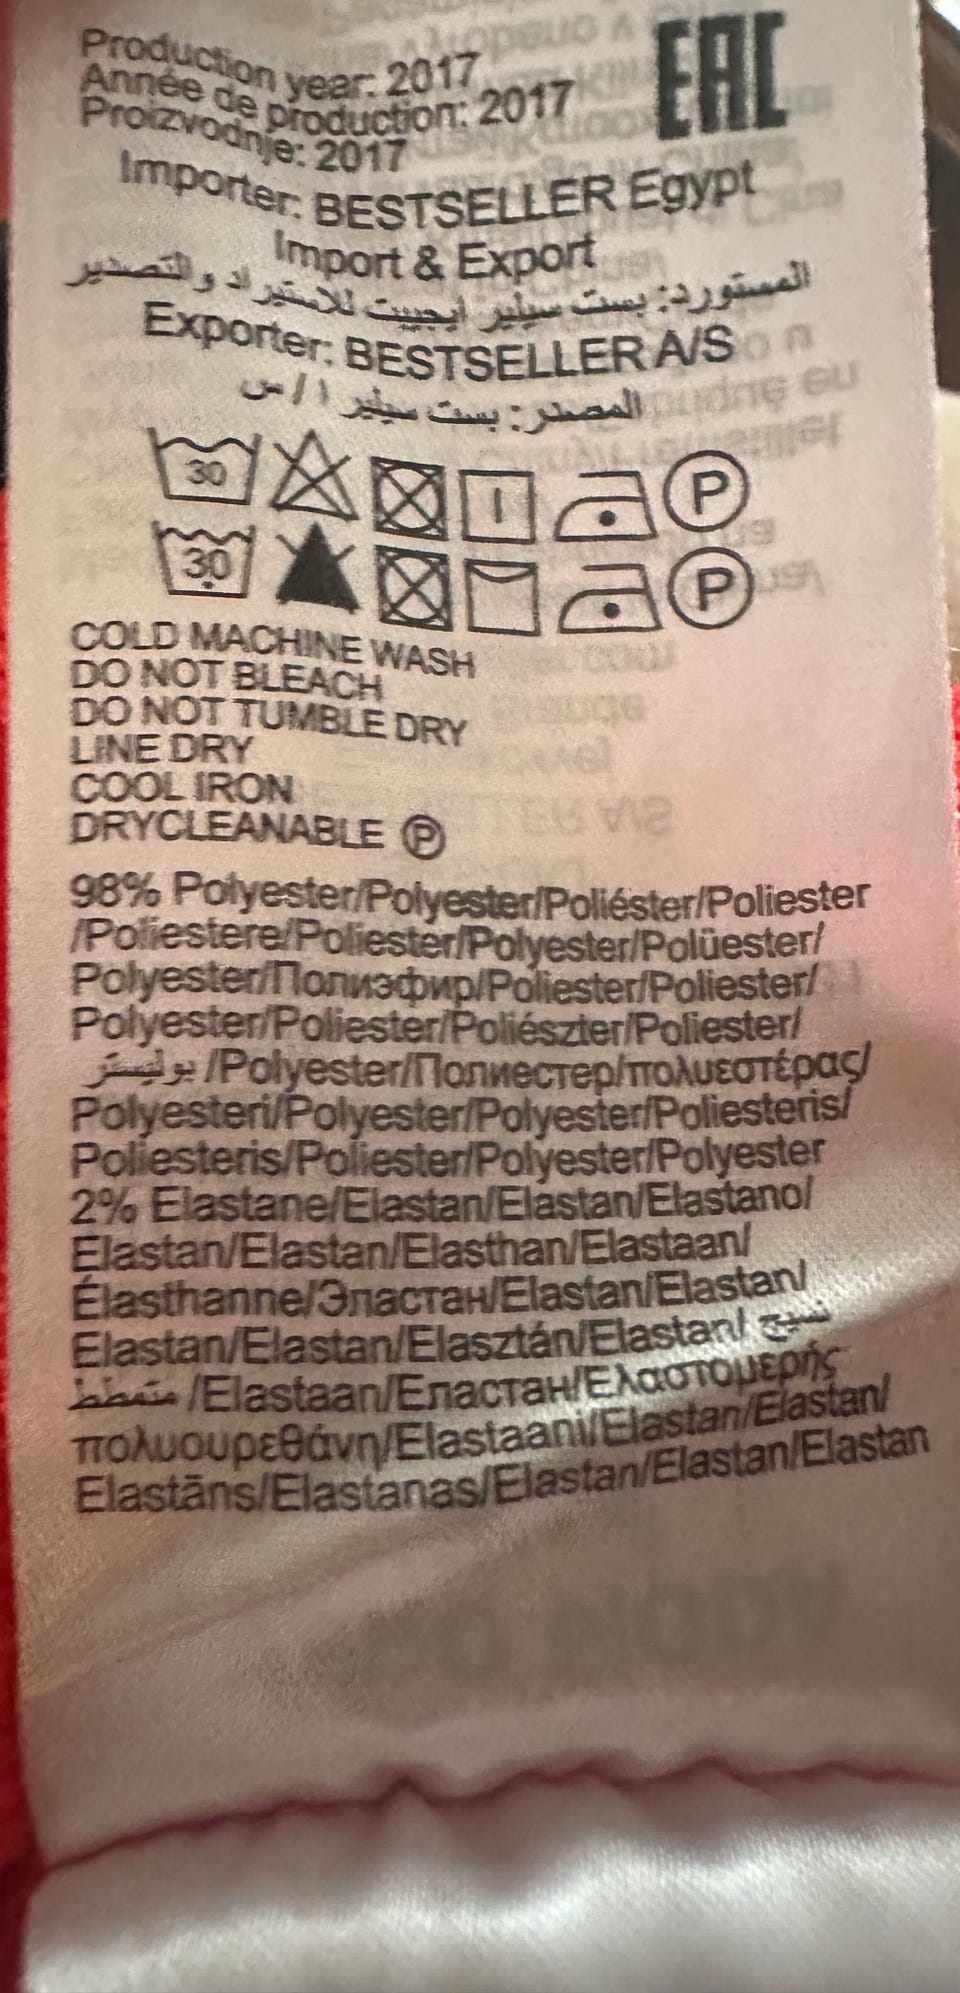 Production year: 2017
Année de production: 2017
Proizvodnje: 2017
EAC
Importer: BESTSELLER Egypt
Import & Export
المستورد: بست سيلير ايجيبت للاستيراد والتصدير
Exporter: BESTSELLER A/S
المصدر: بست سيلير ا/س
30 P
30 P
COLD MACHINE WASH
DO NOT BLEACH
DO NOT TUMBLE DRY
LINE DRY
COOL IRON
DRYCLEANABLE Ⓟ
98% Polyester/Polyester/Poliéster/Poliester
/Poliestere/Poliester/Polyester/Polüester/
Polyester/Полиэфир/Poliester/Poliester/
Polyester/Poliester/Poliészter/Poliester/
بوليستر /Polyester/Полиестер/πολυεστέρας/
Polyesteri/Polyester/Polyester/Poliesteris/
Poliesteris/Poliester/Polyester/Polyester
2% Elastane/Elastan/Elastan/Elastano/
Elastan/Elastan/Elasthan/Elastaan/
Élasthanne/Эластан/Elastan/Elastan/
Elastan/Elastan/Elasztán/Elastan/ نسيج
متمطط /Elastaan/Еластан/Ελαστομερής
πολυουρεθάνη/Elastaani/Elastan/Elastan/
Elastāns/Elastanas/Elastan/Elastan/Elastan